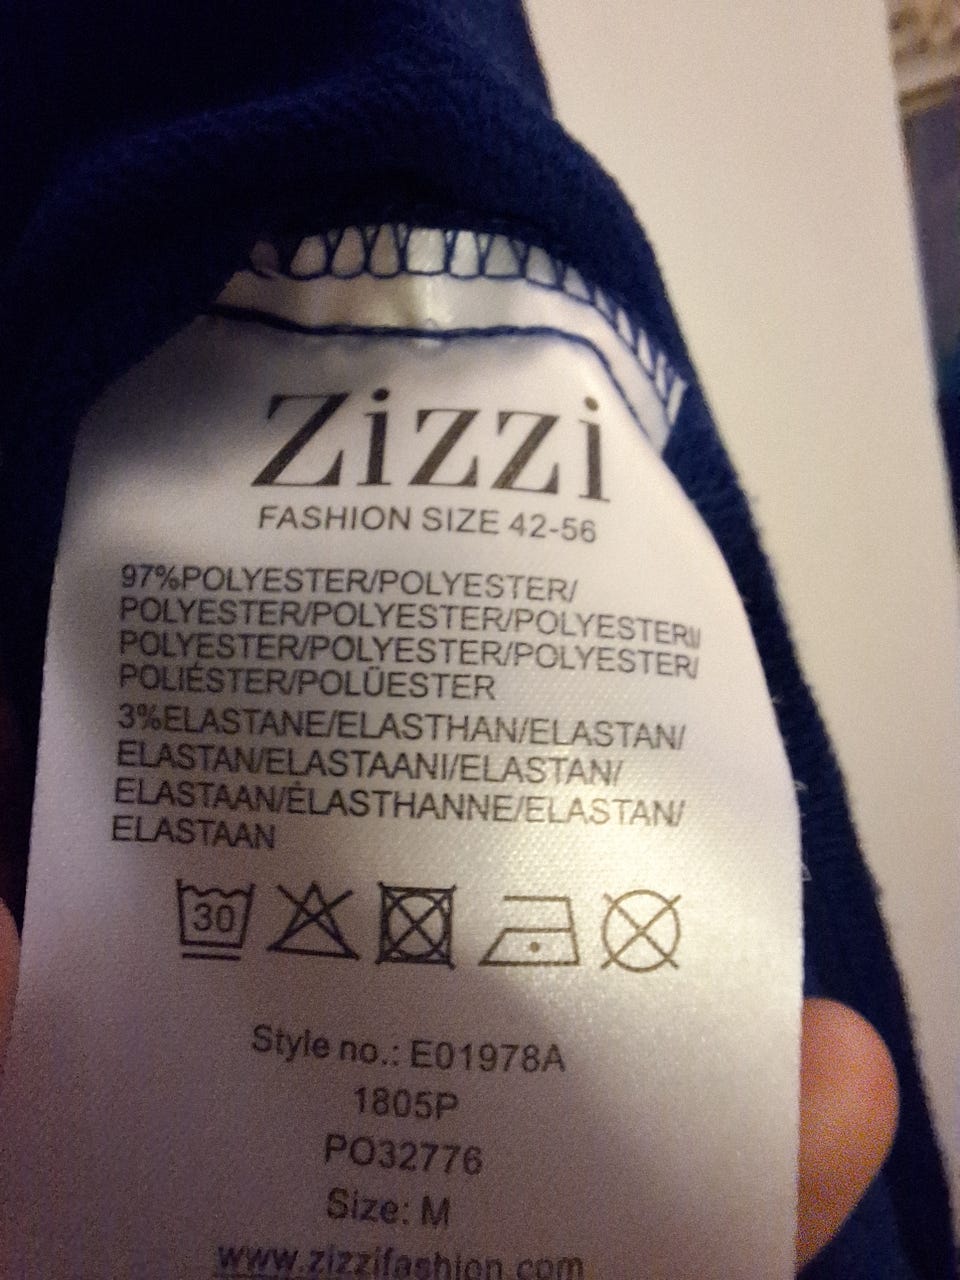 Zizzi
FASHION SIZE 42-56
97%POLYESTER/POLYESTER/
POLYESTER/POLYESTER/POLYESTERI/
POLYESTER/POLYESTER/POLYESTER/
POLIÉSTER/POLÜESTER
3%ELASTANE/ELASTHAN/ELASTAN/
ELASTAN/ELASTAANI/ELASTAN/
ELASTAAN/ÉLASTHANNE/ELASTAN/
ELASTAAN
30
Style no.: E01978A
1805P
PO32776
Size: M
www.zizzifashion.com